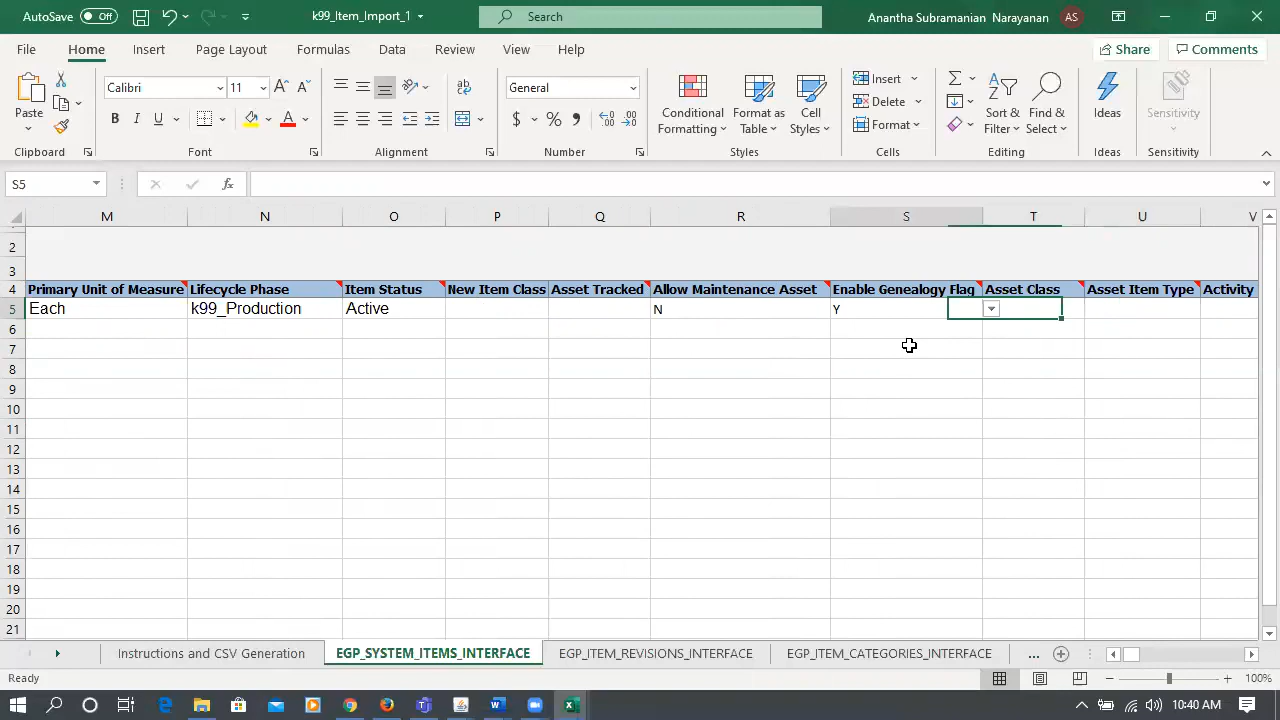 AutoSave Off k99_Item_Import_1 Search Anantha Subramanian Narayanan AS
File Home Insert Page Layout Formulas Data Review View Help Share Comments
Paste Calibri 11 B I U General $ % Conditional Formatting Format as Table Cell Styles Insert Delete Format Sort & Filter Find & Select Ideas Sensitivity
Clipboard Font Alignment Number Styles Cells Editing Ideas Sensitivity
S5 fx
M N O P Q R S T U V
2
3
4 Primary Unit of Measure Lifecycle Phase Item Status New Item Class Asset Tracked Allow Maintenance Asset Enable Genealogy Flag Asset Class Asset Item Type Activity
5 Each k99_Production Active N Y
6
7
8
9
10
11
12
13
14
15
16
17
18
19
20
21
Instructions and CSV Generation EGP_SYSTEM_ITEMS_INTERFACE EGP_ITEM_REVISIONS_INTERFACE EGP_ITEM_CATEGORIES_INTERFACE ...
Ready 100%
10:40 AM